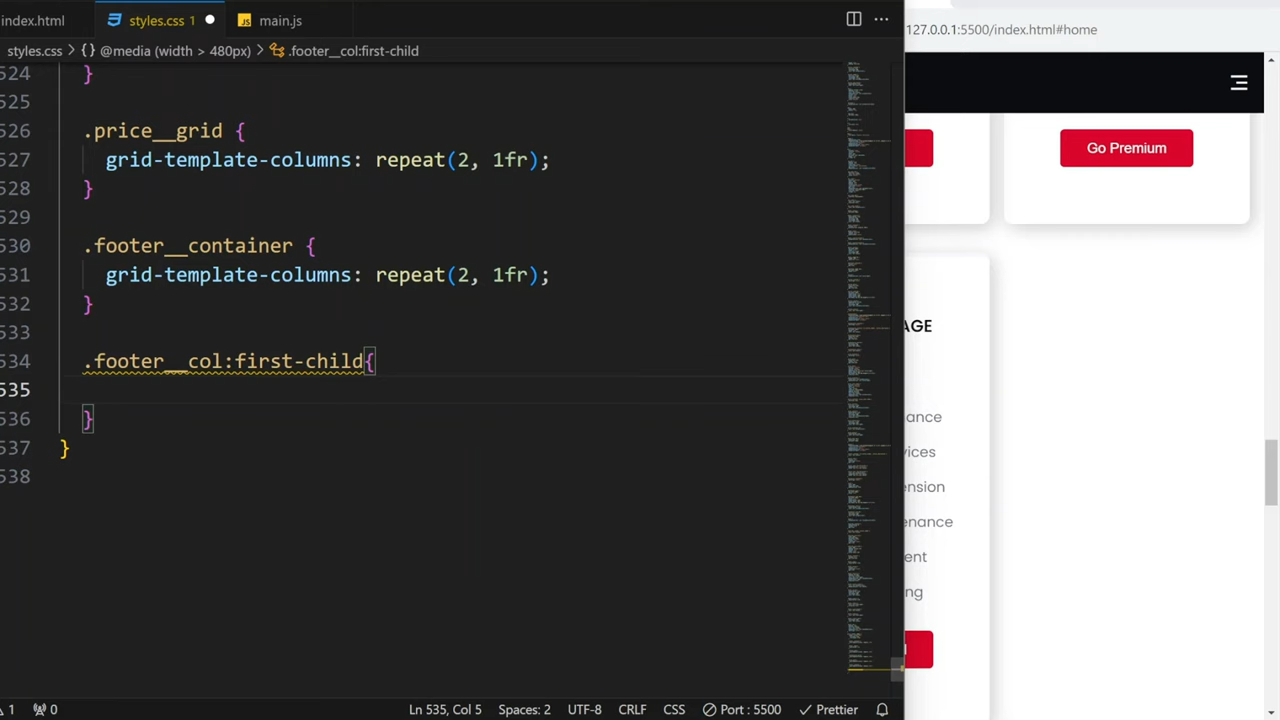 index.html styles.css 1 JS main.js
styles.css > {} @media (width > 480px) > .footer__col:first-child
127.0.0.1:5500/index.html#home
524 }
525
526 .price__grid {
527 grid-template-columns: repeat(2, 1fr);
528 }
529
530 .footer__container {
531 grid-template-columns: repeat(2, 1fr);
532 }
533
534 .footer__col:first-child{
535
536 }
537 }
538
Go Premium
AGE
ance
vices
ension
enance
ent
ing
1 0 Ln 535, Col 5 Spaces: 2 UTF-8 CRLF CSS Port : 5500 Prettier